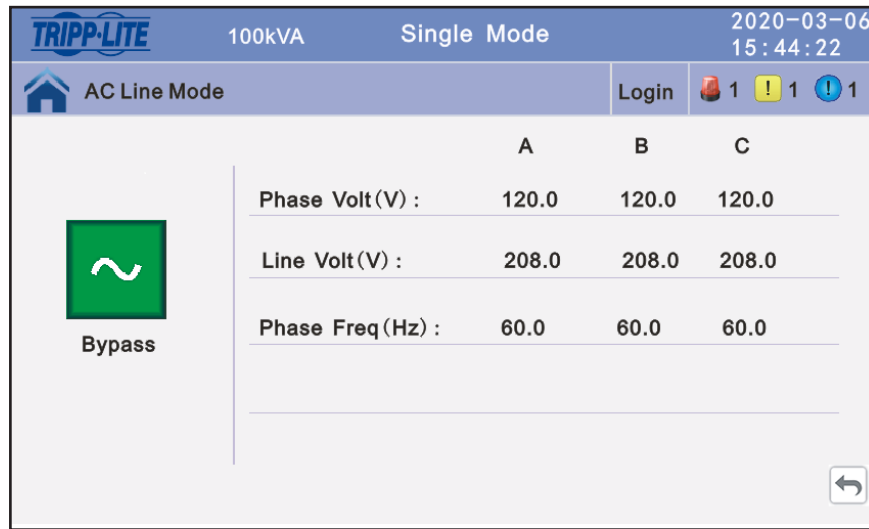 TRIPP·LITE 100kVA Single Mode 2020-03-06
15:44:22
AC Line Mode Login 1 ! 1 ! 1
A B C
Phase Volt(V): 120.0 120.0 120.0
Line Volt(V): 208.0 208.0 208.0
Phase Freq(Hz): 60.0 60.0 60.0
Bypass